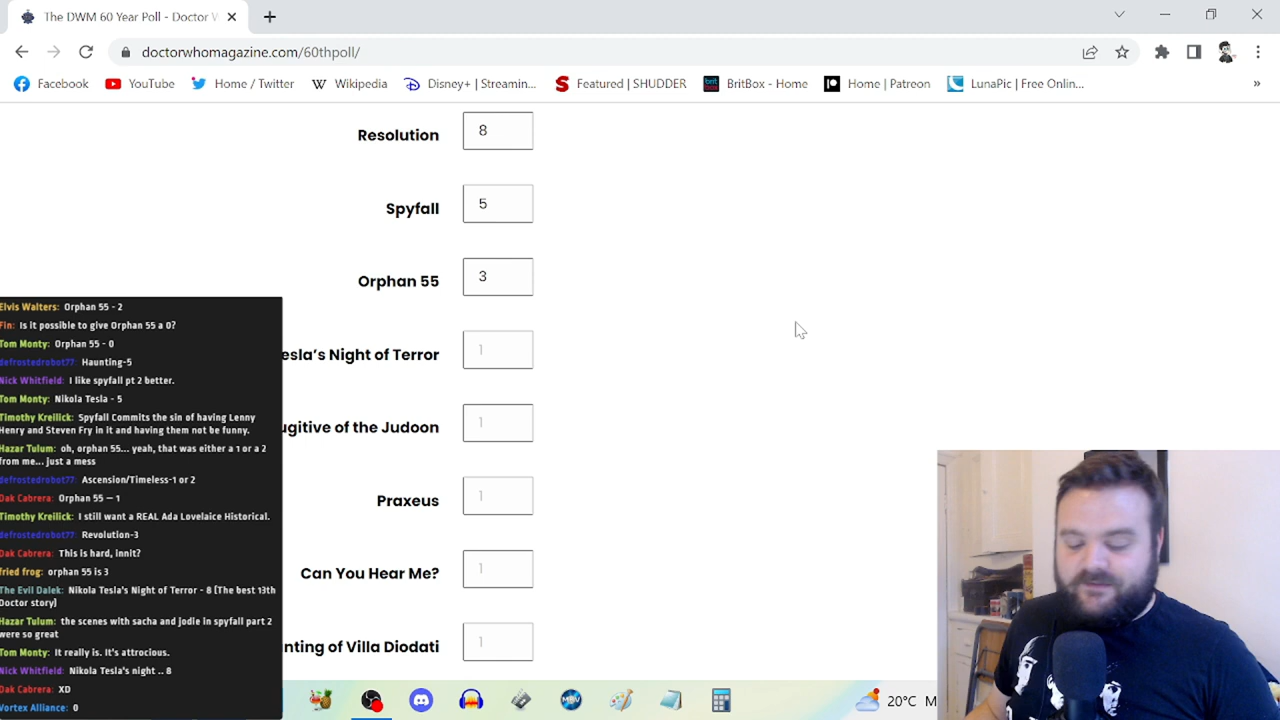 The DWM 60 Year Poll - Doctor W
doctorwhomagazine.com/60thpoll/
Facebook
YouTube
Home / Twitter
Wikipedia
Disney+ | Streamin...
Featured | SHUDDER
BritBox - Home
Home | Patreon
LunaPic | Free Onlin...
Resolution 8
Spyfall 5
Orphan 55 3
esla's Night of Terror 1
ugitive of the Judoon 1
Praxeus 1
Can You Hear Me? 1
nting of Villa Diodati 1
Elvis Walters: Orphan 55 - 2
Fin: Is it possible to give Orphan 55 a 0?
Tom Monty: Orphan 55 - 0
defrostedrobot77: Haunting-5
Nick Whitfield: I like spyfall pt 2 better.
Tom Monty: Nikola Tesla - 5
Timothy Kreilick: Spyfall Commits the sin of having Lenny
Henry and Steven Fry in it and having them not be funny.
Hazar Tulum: oh, orphan 55... yeah, that was either a 1 or a 2
from me... just a mess
defrostedrobot77: Ascension/Timeless-1 or 2
Dak Cabrera: Orphan 55 — 1
Timothy Kreilick: I still want a REAL Ada Lovelaice Historical.
defrostedrobot77: Revolution-3
Dak Cabrera: This is hard, innit?
fried frog: orphan 55 is 3
The Evil Dalek: Nikola Tesla's Night of Terror - 8 (The best 13th
Doctor story)
Hazar Tulum: the scenes with sacha and jodie in spyfall part 2
were so great
Tom Monty: It really is. It's attrocious.
Nick Whitfield: Nikola Tesla's night .. 8
Dak Cabrera: XD
Vortex Alliance: 0
20°C M